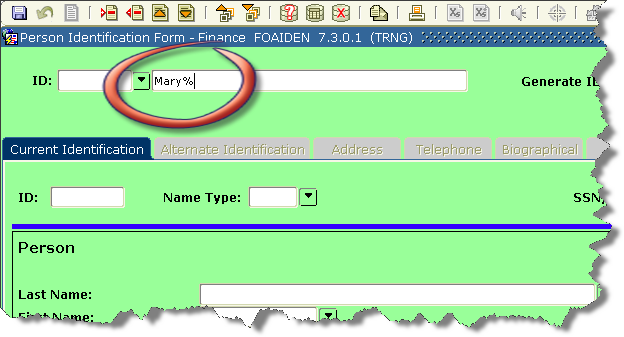 Person Identification Form - Finance FOAIDEN 7.3.0.1 (TRNG)
ID: Mary% Generate
Current Identification Alternate Identification Address Telephone Biographical
ID: Name Type: SSN
Person
Last Name:
First Name: